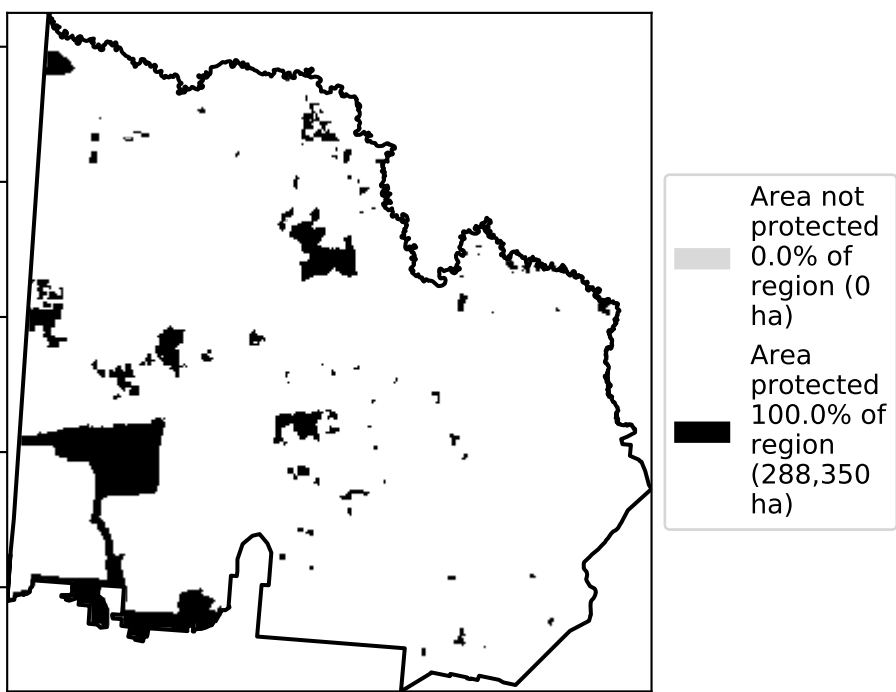 Area not
protected
0.0% of
region (0
ha)
Area
protected
100.0% of
region
(288,350
ha)